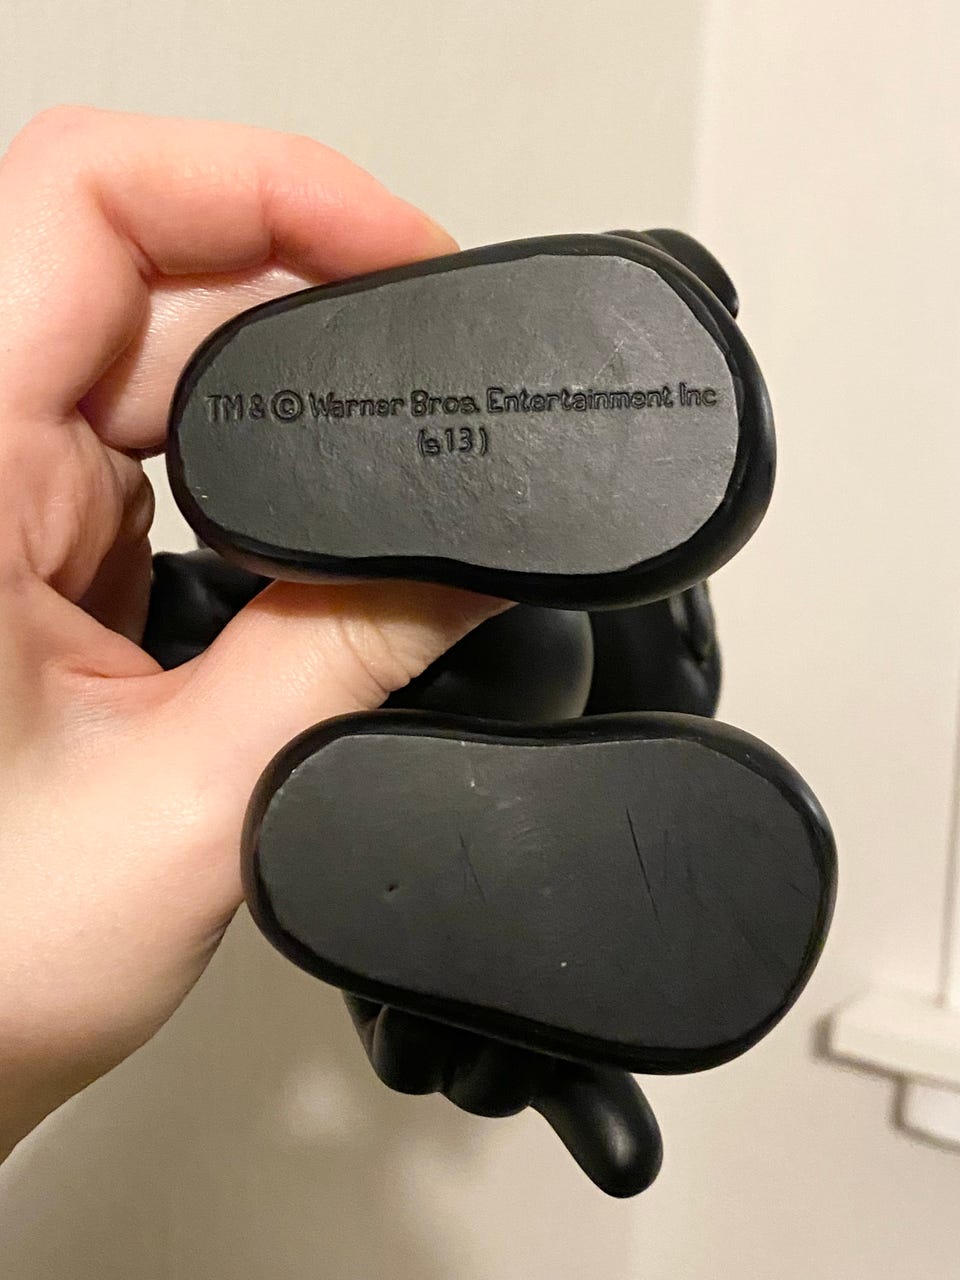 TM & © Warner Bros. Entertainment Inc
(s13)